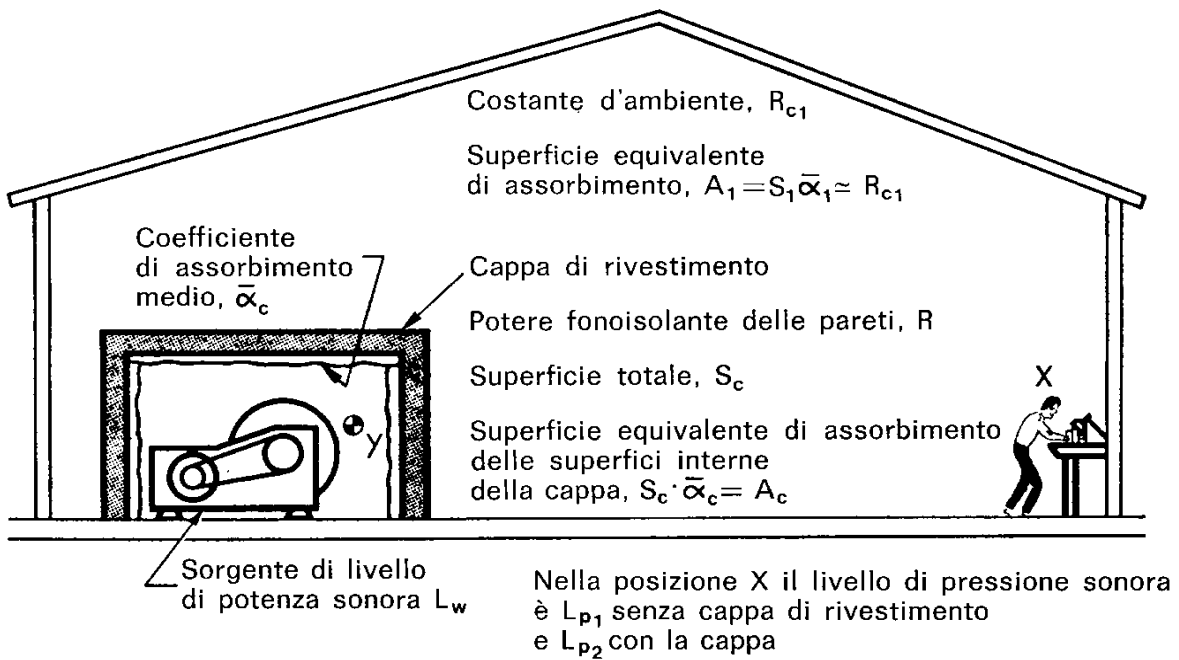 Costante d'ambiente, R_c1
Superficie equivalente
di assorbimento, A₁=S₁ᾱ₁≃ R_c1
Coefficiente
di assorbimento
medio, ᾱ_c
Cappa di rivestimento
Potere fonoisolante delle pareti, R
Superficie totale, S_c
X
Superficie equivalente di assorbimento
delle superfici interne
della cappa, S_c·ᾱ_c= A_c
y
Sorgente di livello
di potenza sonora L_w
Nella posizione X il livello di pressione sonora
è L_p1 senza cappa di rivestimento
e L_p2 con la cappa